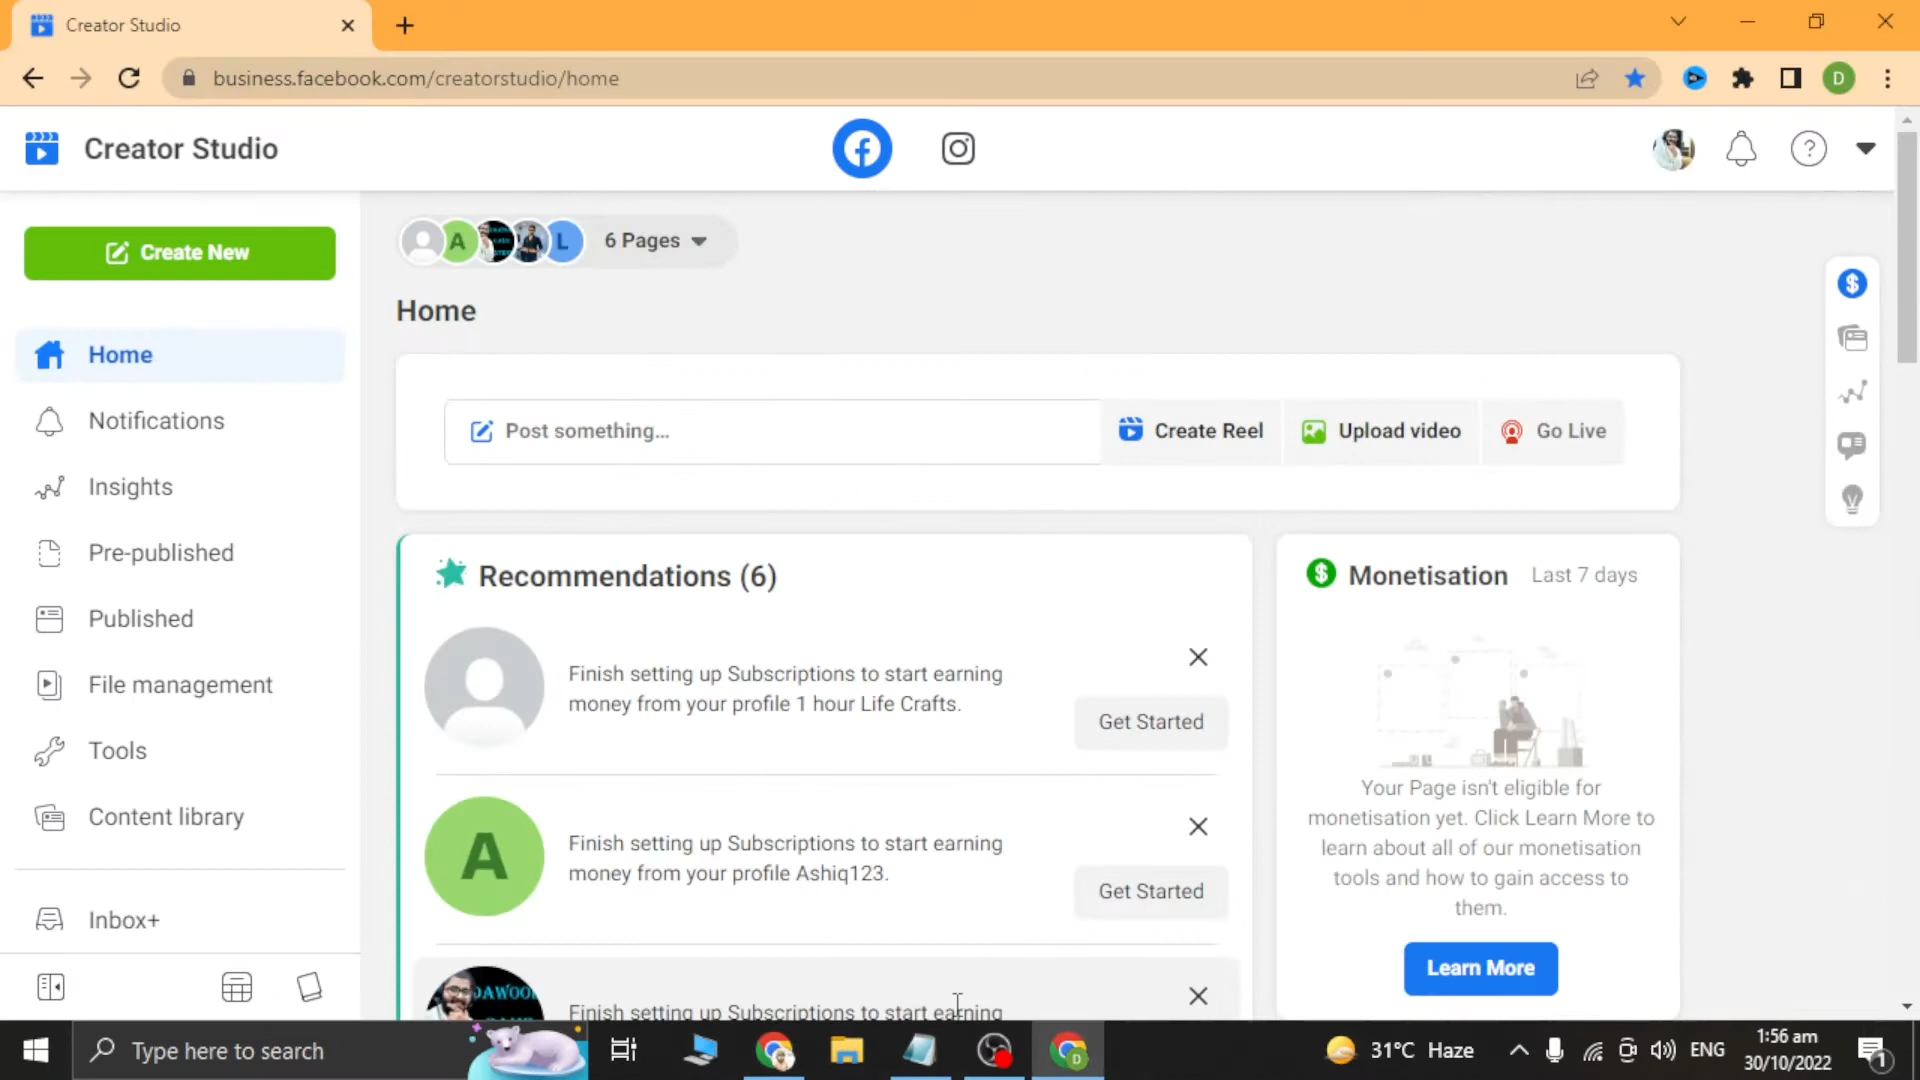 Creator Studio
business.facebook.com/creatorstudio/home
D
Creator Studio
Create New
A
L
6 Pages
Home
Home
Notifications
Insights
Pre-published
Published
File management
Tools
Content library
Inbox+
Post something...
Create Reel
Upload video
Go Live
Recommendations (6)
Finish setting up Subscriptions to start earning
money from your profile 1 hour Life Crafts.
Get Started
A
Finish setting up Subscriptions to start earning
money from your profile Ashiq123.
Get Started
DAWOOD
Finish setting up Subscriptions to start earning
Monetisation Last 7 days
Your Page isn't eligible for
monetisation yet. Click Learn More to
learn about all of our monetisation
tools and how to gain access to
them.
Learn More
Type here to search
D
31°C Haze
ENG
1:56 am
30/10/2022
1